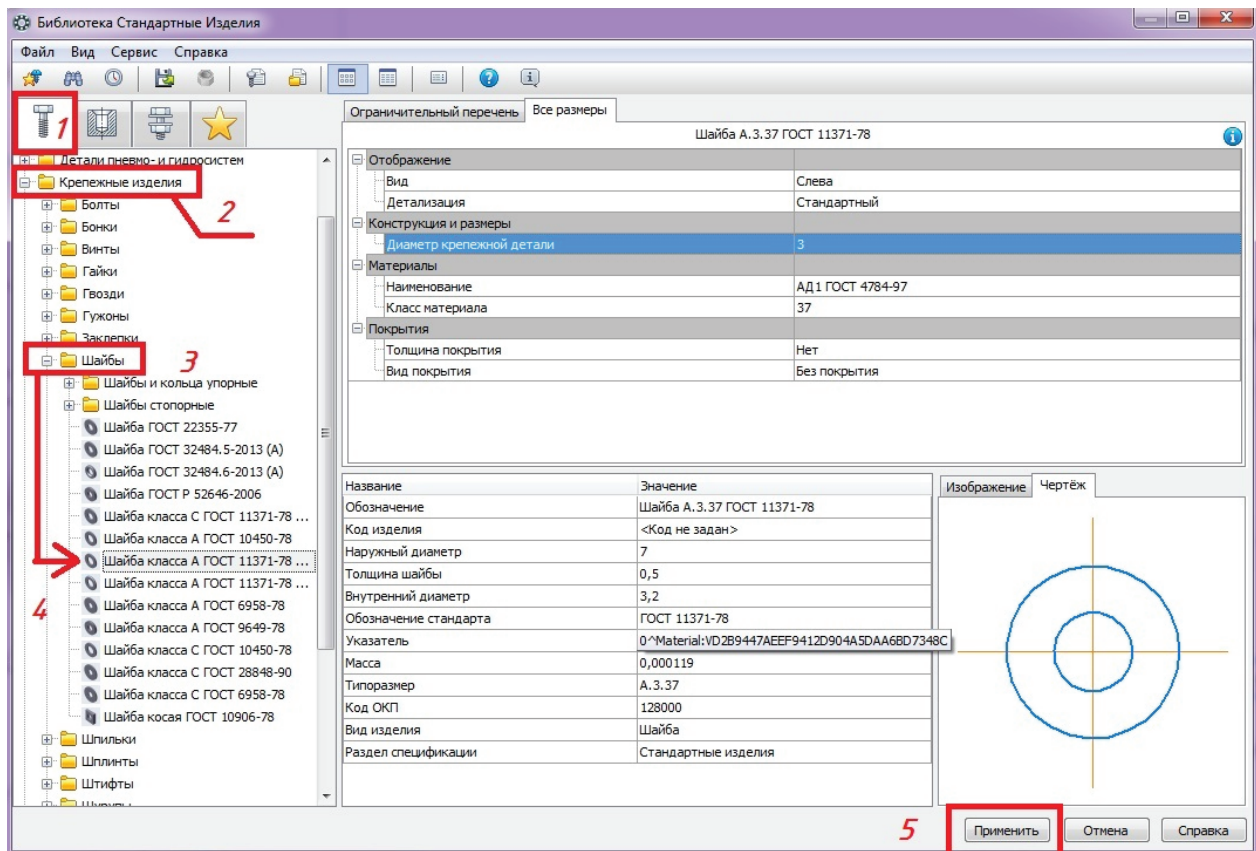 Библиотека Стандартные Изделия
Файл Вид Сервис Справка
1
Детали пневмо- и гидросистем
Крепежные изделия
2
Болты
Бонки
Винты
Гайки
Гвозди
Гужоны
Заклепки
Шайбы
3
Шайбы и кольца упорные
Шайбы стопорные
Шайба ГОСТ 22355-77
Шайба ГОСТ 32484.5-2013 (А)
Шайба ГОСТ 32484.6-2013 (А)
Шайба ГОСТ Р 52646-2006
Шайба класса C ГОСТ 11371-78 ...
Шайба класса А ГОСТ 10450-78
Шайба класса А ГОСТ 11371-78 ...
Шайба класса А ГОСТ 11371-78 ...
4
Шайба класса А ГОСТ 6958-78
Шайба класса А ГОСТ 9649-78
Шайба класса С ГОСТ 10450-78
Шайба класса С ГОСТ 28848-90
Шайба класса С ГОСТ 6958-78
Шайба косая ГОСТ 10906-78
Шпильки
Шплинты
Штифты
Шурупы
Ограничительный перечень Все размеры
Шайба А.3.37 ГОСТ 11371-78
Отображение
Вид Слева
Детализация Стандартный
Конструкция и размеры
Диаметр крепежной детали 3
Материалы
Наименование АД1 ГОСТ 4784-97
Класс материала 37
Покрытия
Толщина покрытия Нет
Вид покрытия Без покрытия
Название Значение
Обозначение Шайба А.3.37 ГОСТ 11371-78
Код изделия <Код не задан>
Наружный диаметр 7
Толщина шайбы 0,5
Внутренний диаметр 3,2
Обозначение стандарта ГОСТ 11371-78
Указатель 0^Material:VD2B9447AEEF9412D904A5DAA6BD7348C
Масса 0,000119
Типоразмер А.3.37
Код ОКП 128000
Вид изделия Шайба
Раздел спецификации Стандартные изделия
Изображение Чертёж
5
Применить Отмена Справка